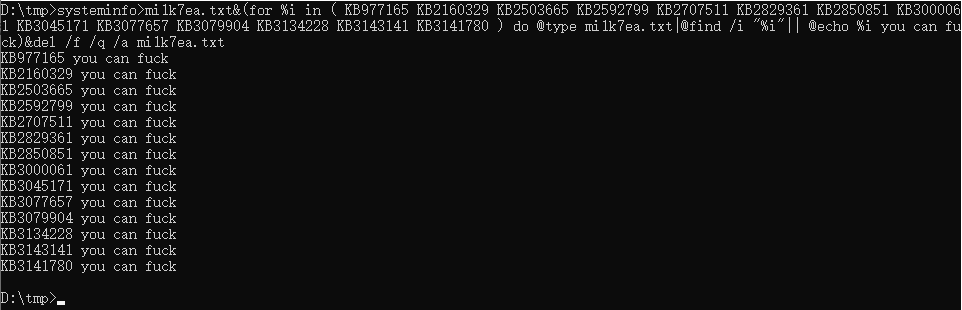 D:\tmp>systeminfo>milk7ea.txt&(for %i in ( KB977165 KB2160329 KB2503665 KB2592799 KB2707511 KB2829361 KB2850851 KB300006
1 KB3045171 KB3077657 KB3079904 KB3134228 KB3143141 KB3141780 ) do @type milk7ea.txt|@find /i "%i"|| @echo %i you can fu
ck)&del /f /q /a milk7ea.txt
KB977165 you can fuck
KB2160329 you can fuck
KB2503665 you can fuck
KB2592799 you can fuck
KB2707511 you can fuck
KB2829361 you can fuck
KB2850851 you can fuck
KB3000061 you can fuck
KB3045171 you can fuck
KB3077657 you can fuck
KB3079904 you can fuck
KB3134228 you can fuck
KB3143141 you can fuck
KB3141780 you can fuck
D:\tmp>